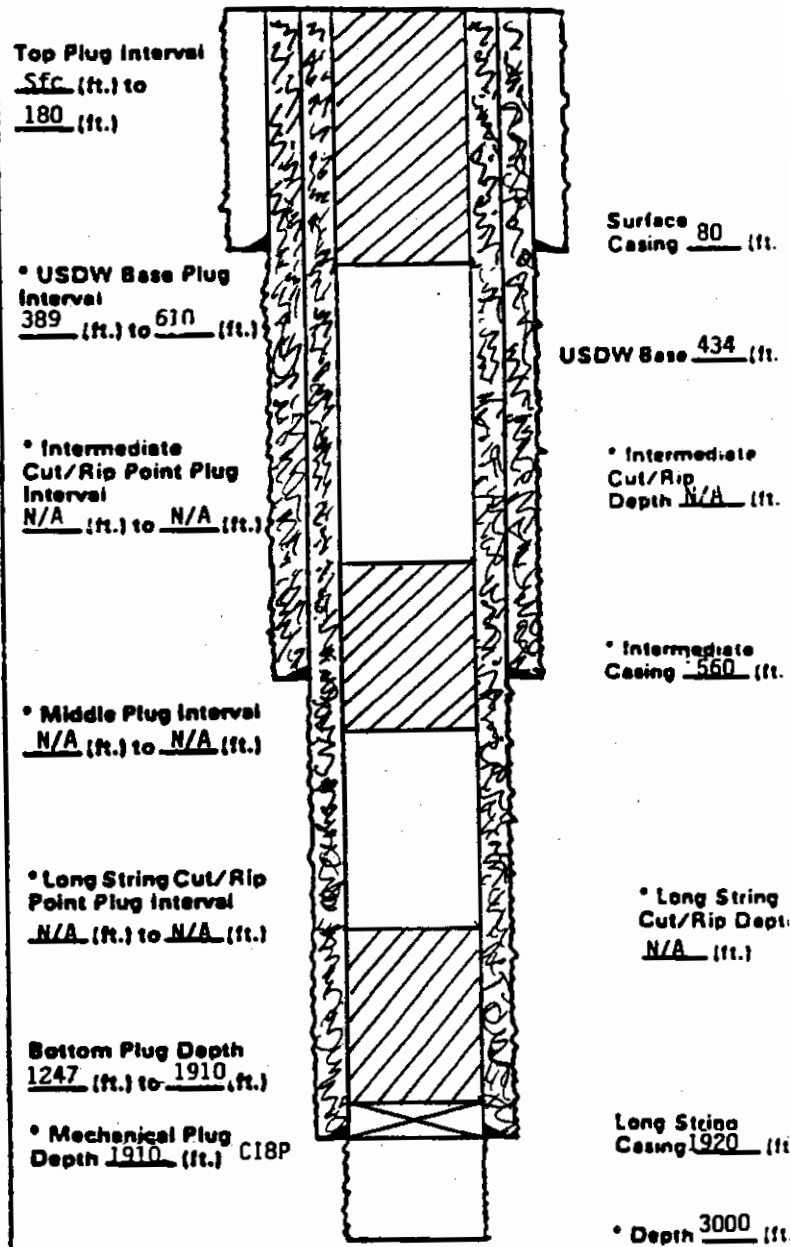 Top Plug Interval
Sfc (ft.) to
180 (ft.)
* USDW Base Plug
Interval
389 (ft.) to 610 (ft.)
* Intermediate
Cut/Rip Point Plug
Interval
N/A (ft.) to N/A (ft.)
* Middle Plug Interval
N/A (ft.) to N/A (ft.)
* Long String Cut/Rip
Point Plug Interval
N/A (ft.) to N/A (ft.)
Bottom Plug Depth
1247 (ft.) to 1910 (ft.)
* Mechanical Plug
Depth 1910 (ft.) CI8P
Surface
Casing 80 (ft.
USDW Base 434 (ft.
* Intermediate
Cut/Rip
Depth N/A (ft.
* Intermediate
Casing 560 (ft.
* Long String
Cut/Rip Dept
N/A (ft.)
Long String
Casing 1920 (ft
* Depth 3000 (ft.